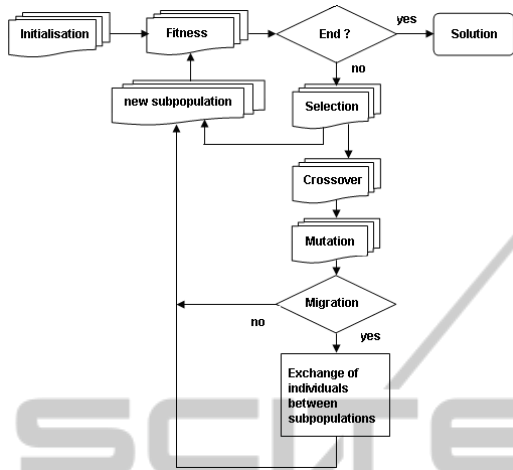 Initialisation
Fitness
End ?
yes
Solution
no
new subpopulation
Selection
Crossover
Mutation
Migration
no
yes
Exchange of
individuals
between
subpopulations
SCITE